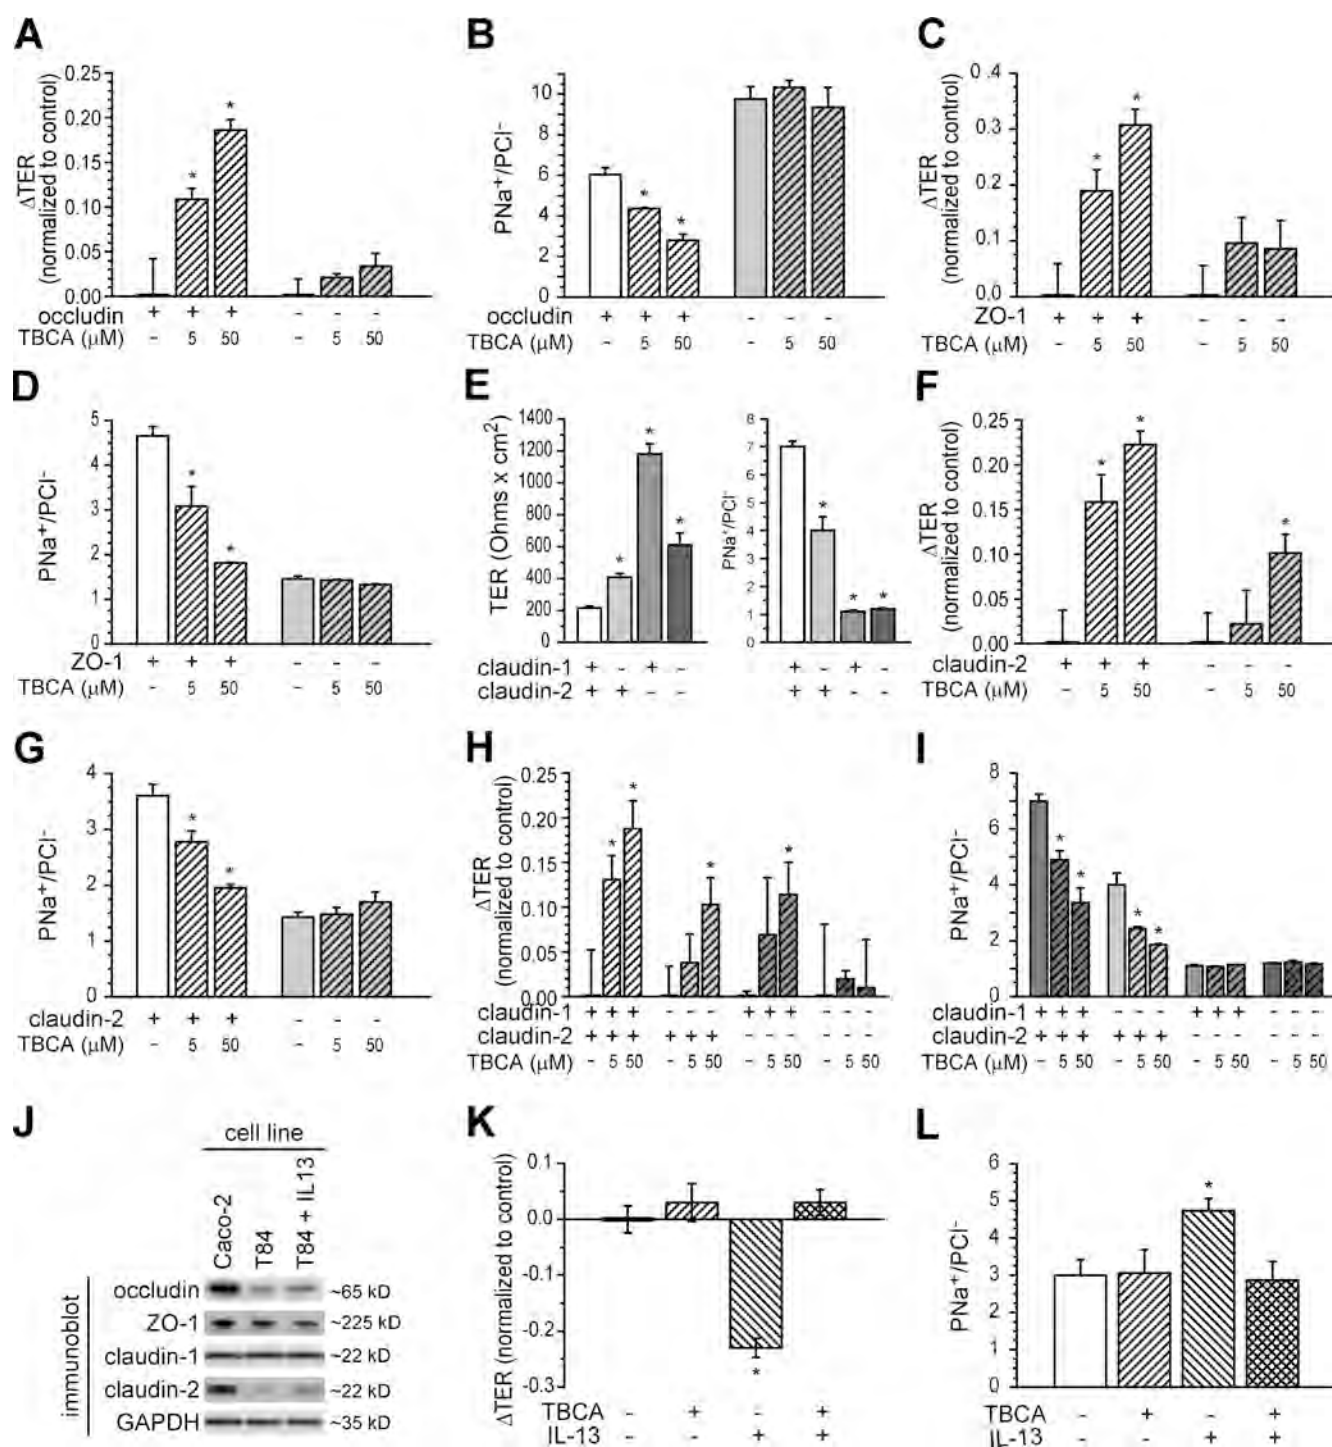 A
ΔTER
(normalized to control)
0.25
0.20
0.15
0.10
0.05
0.00
occludin + + + - - -
TBCA (μM) - 5 50 - 5 50
B
PNa⁺/PCl⁻
10
8
6
4
2
0
occludin + + + - - -
TBCA (μM) - 5 50 - 5 50
C
ΔTER
(normalized to control)
0.4
0.3
0.2
0.1
0.0
ZO-1 + + + - - -
TBCA (μM) - 5 50 - 5 50
D
PNa⁺/PCl⁻
5
4
3
2
1
0
ZO-1 + + + - - -
TBCA (μM) - 5 50 - 5 50
E
TER (Ohms x cm²)
1400
1200
1000
800
600
400
200
0
PNa⁺/PCl⁻
8
7
6
5
4
3
2
1
0
claudin-1 + - + - + - + -
claudin-2 + + - - + + - -
F
ΔTER
(normalized to control)
0.25
0.20
0.15
0.10
0.05
0.00
claudin-2 + + + - - -
TBCA (μM) - 5 50 - 5 50
G
PNa⁺/PCl⁻
4
3
2
1
0
claudin-2 + + + - - -
TBCA (μM) - 5 50 - 5 50
H
ΔTER
(normalized to control)
0.25
0.20
0.15
0.10
0.05
0.00
claudin-1 + + + - - - + + + - - -
claudin-2 + + + + + + - - - - - -
TBCA (μM) - 5 50 - 5 50 - 5 50 - 5 50
I
PNa⁺/PCl⁻
8
6
4
2
0
claudin-1 + + + - - - + + + - - -
claudin-2 + + + + + + - - - - - -
TBCA (μM) - 5 50 - 5 50 - 5 50 - 5 50
J
cell line
Caco-2
T84
T84 + IL13
immunoblot
occludin ~65 kD
ZO-1 ~225 kD
claudin-1 ~22 kD
claudin-2 ~22 kD
GAPDH ~35 kD
K
ΔTER (normalized to control)
0.1
0.0
-0.1
-0.2
-0.3
TBCA - + - +
IL-13 - - + +
L
PNa⁺/PCl⁻
6
5
4
3
2
1
0
TBCA - + - +
IL-13 - - + +